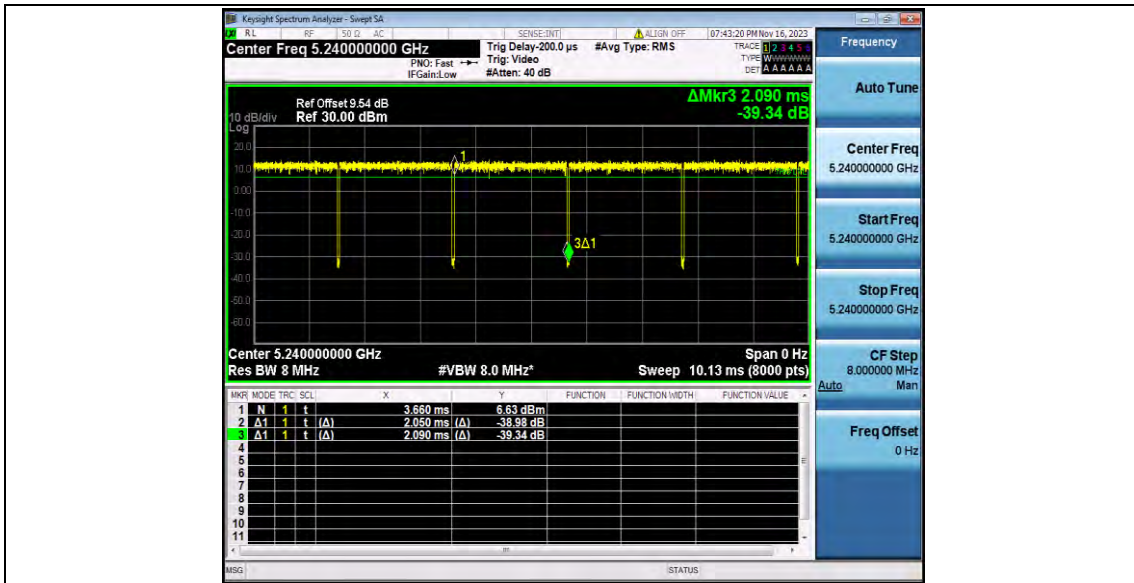 Keysight Spectrum Analyzer - Swept SA
RL RF 50 Ω AC SENSE:INT ALIGN OFF 07:43:20 PM Nov 16, 2023
Center Freq 5.240000000 GHz
PNO: Fast
IFGain:Low
Trig Delay-200.0 µs
Trig: Video
#Atten: 40 dB
#Avg Type: RMS
TRACE 1 2 3 4 5 6
TYPE WWWWWW
DET A A A A A A
10 dB/div
Log
Ref Offset 9.54 dB
Ref 30.00 dBm
ΔMkr3 2.090 ms
-39.34 dB
20.0
10.0
0.00
-10.0
-20.0
-30.0
-40.0
-50.0
-60.0
1
3Δ1
Center 5.240000000 GHz
Span 0 Hz
Res BW 8 MHz
#VBW 8.0 MHz*
Sweep 10.13 ms (8000 pts)
MKR MODE TRC SCL X Y FUNCTION FUNCTION WIDTH FUNCTION VALUE
1 N 1 t 3.660 ms 6.63 dBm
2 Δ1 1 t (Δ) 2.050 ms (Δ) -38.98 dB
3 Δ1 1 t (Δ) 2.090 ms (Δ) -39.34 dB
4
5
6
7
8
9
10
11
MSG
STATUS
Frequency
Auto Tune
Center Freq
5.240000000 GHz
Start Freq
5.240000000 GHz
Stop Freq
5.240000000 GHz
CF Step
8.000000 MHz
Auto Man
Freq Offset
0 Hz